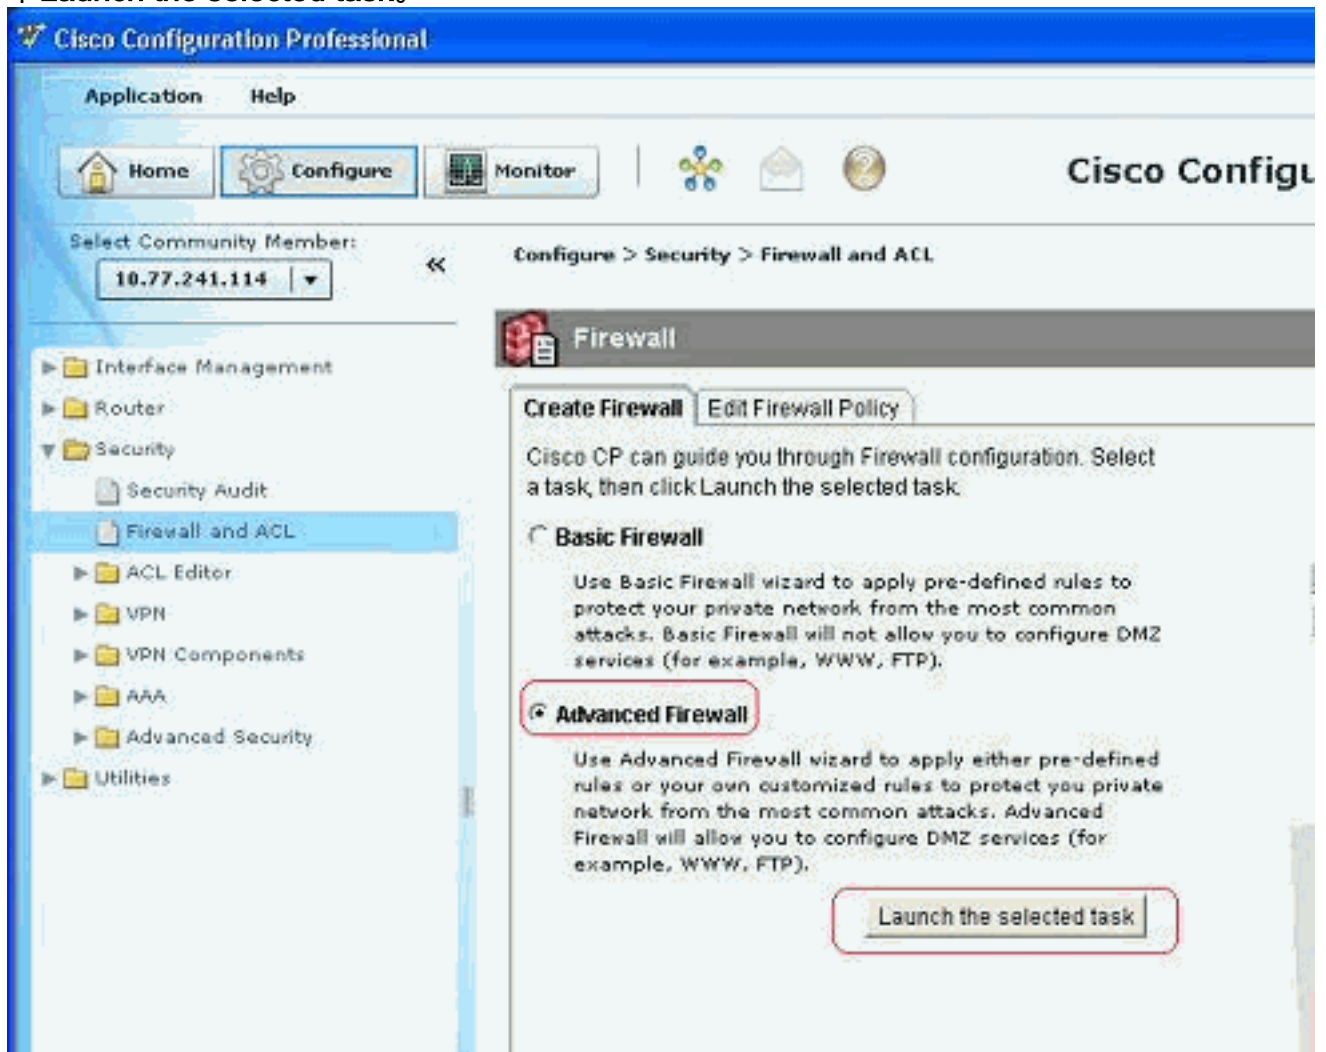 Launch the selected task。
Cisco Configuration Professional
Application Help
Home Configure Monitor Cisco Configu
Select Community Member:
10.77.241.114
Configure > Security > Firewall and ACL
Firewall
Interface Management
Router
Security
Security Audit
Firewall and ACL
ACL Editor
VPN
VPN Components
AAA
Advanced Security
Utilities
Create Firewall Edit Firewall Policy
Cisco CP can guide you through Firewall configuration. Select
a task, then click Launch the selected task.
Basic Firewall
Use Basic Firewall wizard to apply pre-defined rules to
protect your private network from the most common
attacks. Basic Firewall will not allow you to configure DMZ
services (for example, WWW, FTP).
Advanced Firewall
Use Advanced Firewall wizard to apply either pre-defined
rules or your own customized rules to protect you private
network from the most common attacks. Advanced
Firewall will allow you to configure DMZ services (for
example, WWW, FTP).
Launch the selected task